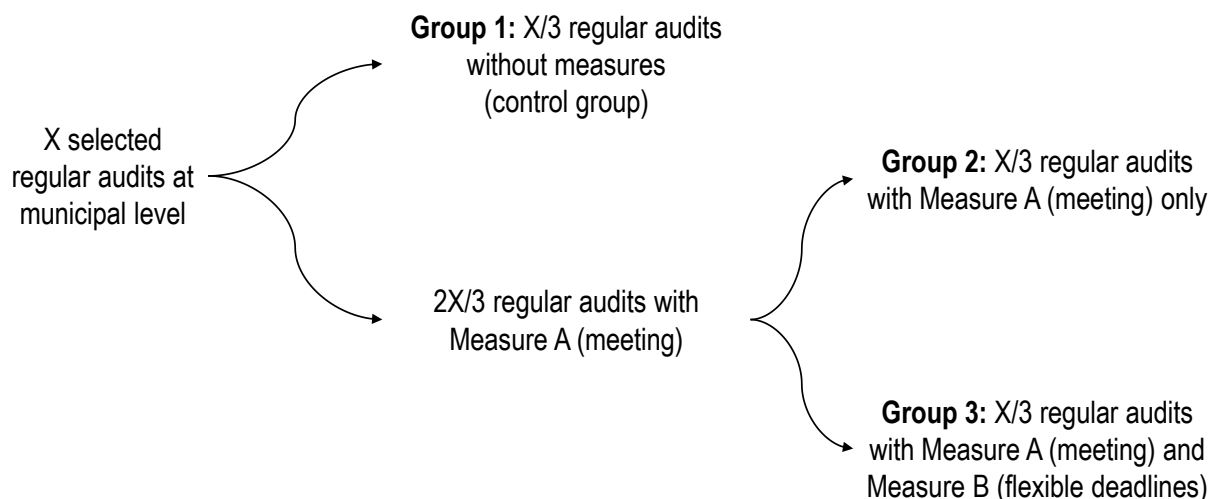 Group 1: X/3 regular audits
without measures
(control group)
X selected
regular audits at
municipal level
Group 2: X/3 regular audits
with Measure A (meeting) only
2X/3 regular audits with
Measure A (meeting)
Group 3: X/3 regular audits
with Measure A (meeting) and
Measure B (flexible deadlines)